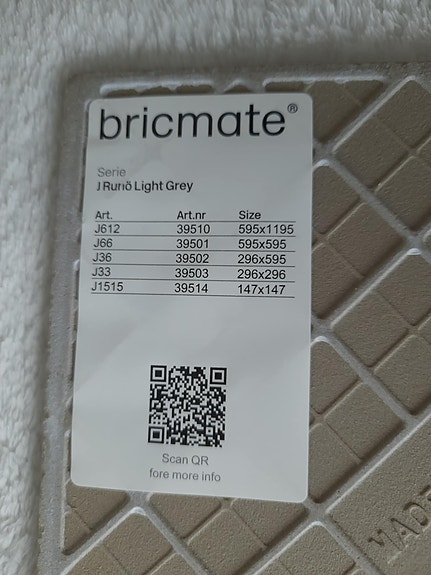 bricmate®
Serie
J Runö Light Grey
Art. Art.nr Size
J612 39510 595x1195
J66 39501 595x595
J36 39502 296x595
J33 39503 296x296
J1515 39514 147x147
Scan QR
fore more info
MADE